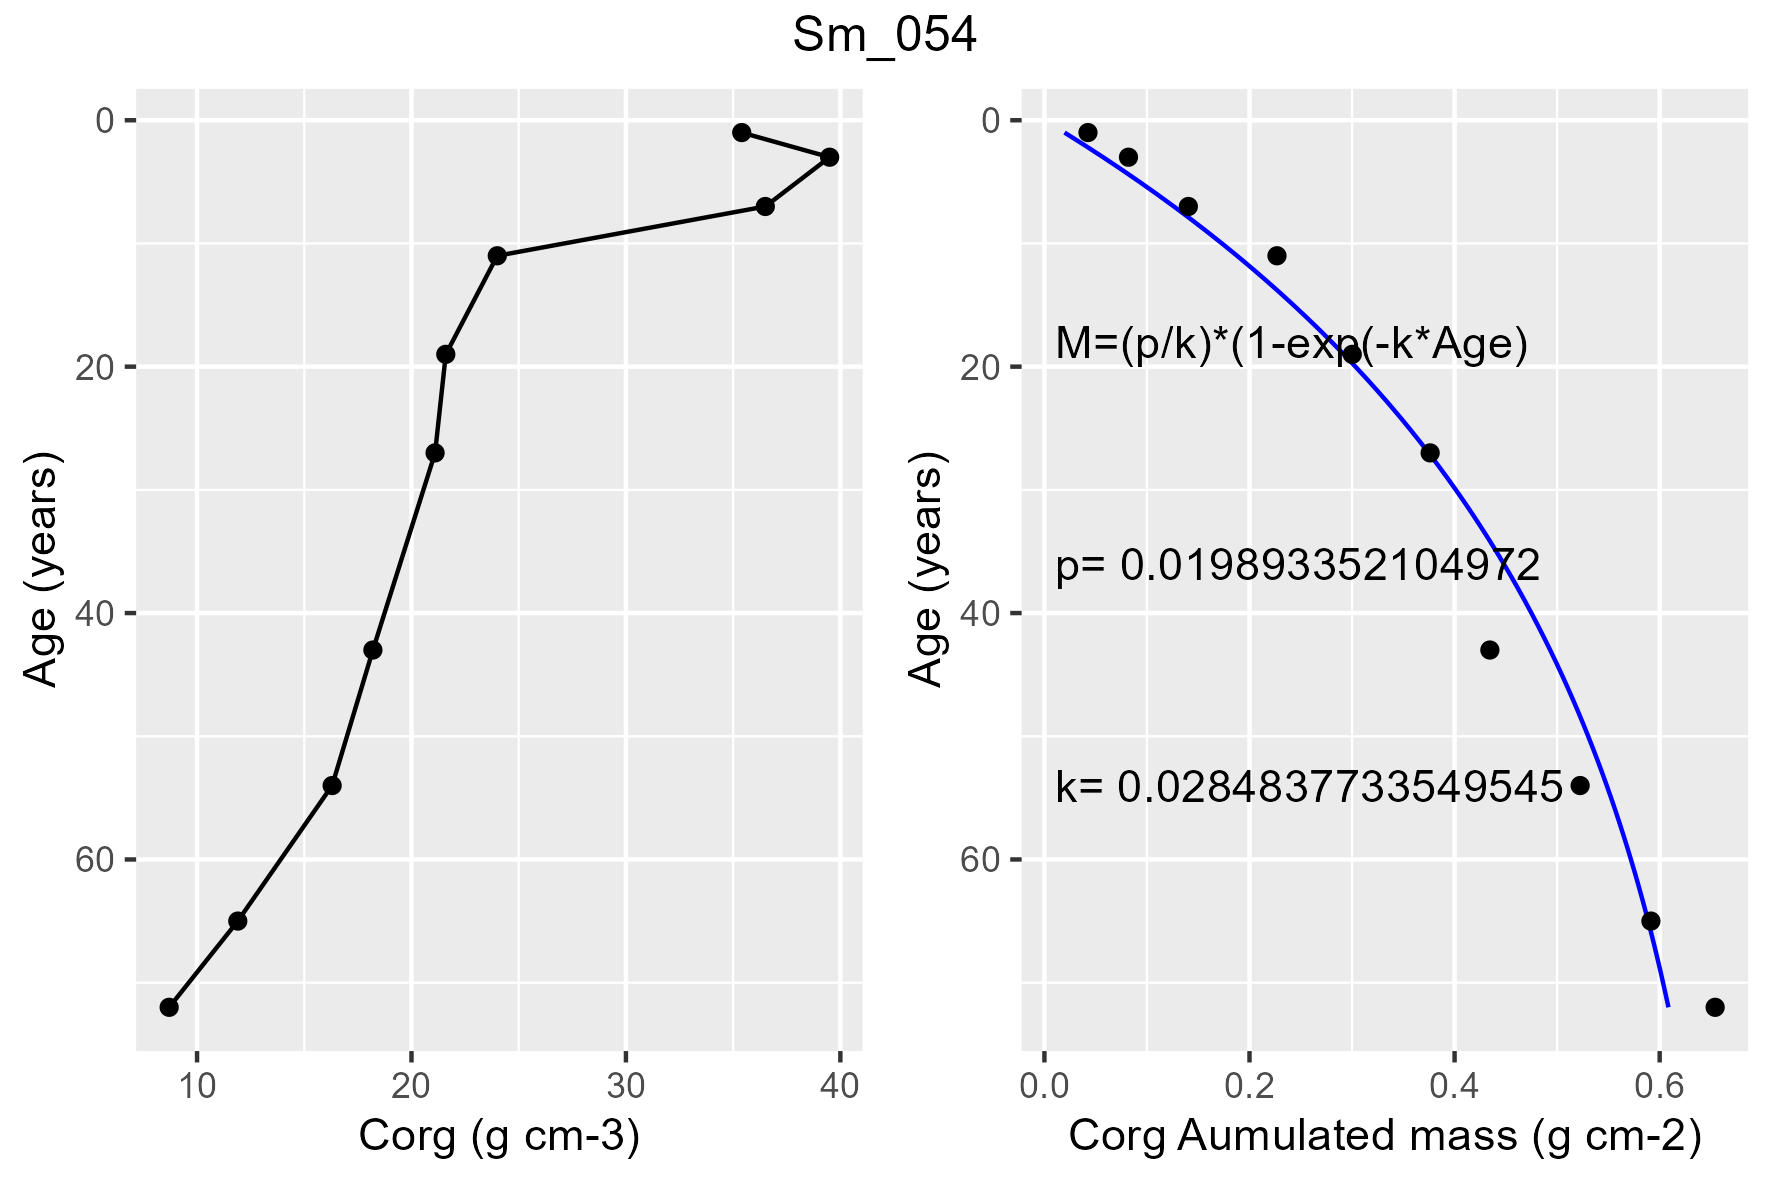 Sm_054
0
20
40
60
Age (years)
10
20
30
40
Corg (g cm-3)
0
20
40
60
Age (years)
M=(p/k)*(1-exp(-k*Age)
p= 0.019893352104972
k= 0.0284837733549545
0.0
0.2
0.4
0.6
Corg Aumulated mass (g cm-2)